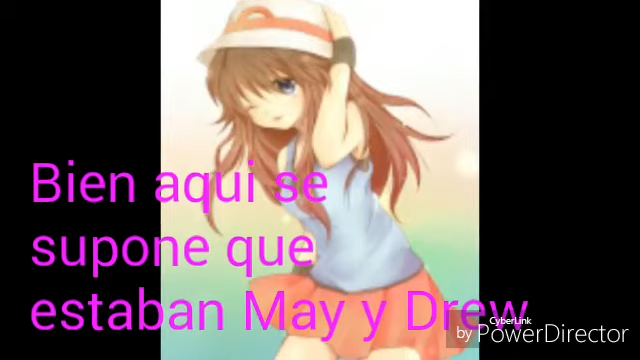 Bien aqui se
supone que
estaban May y Drew
CyberLink
by PowerDirector